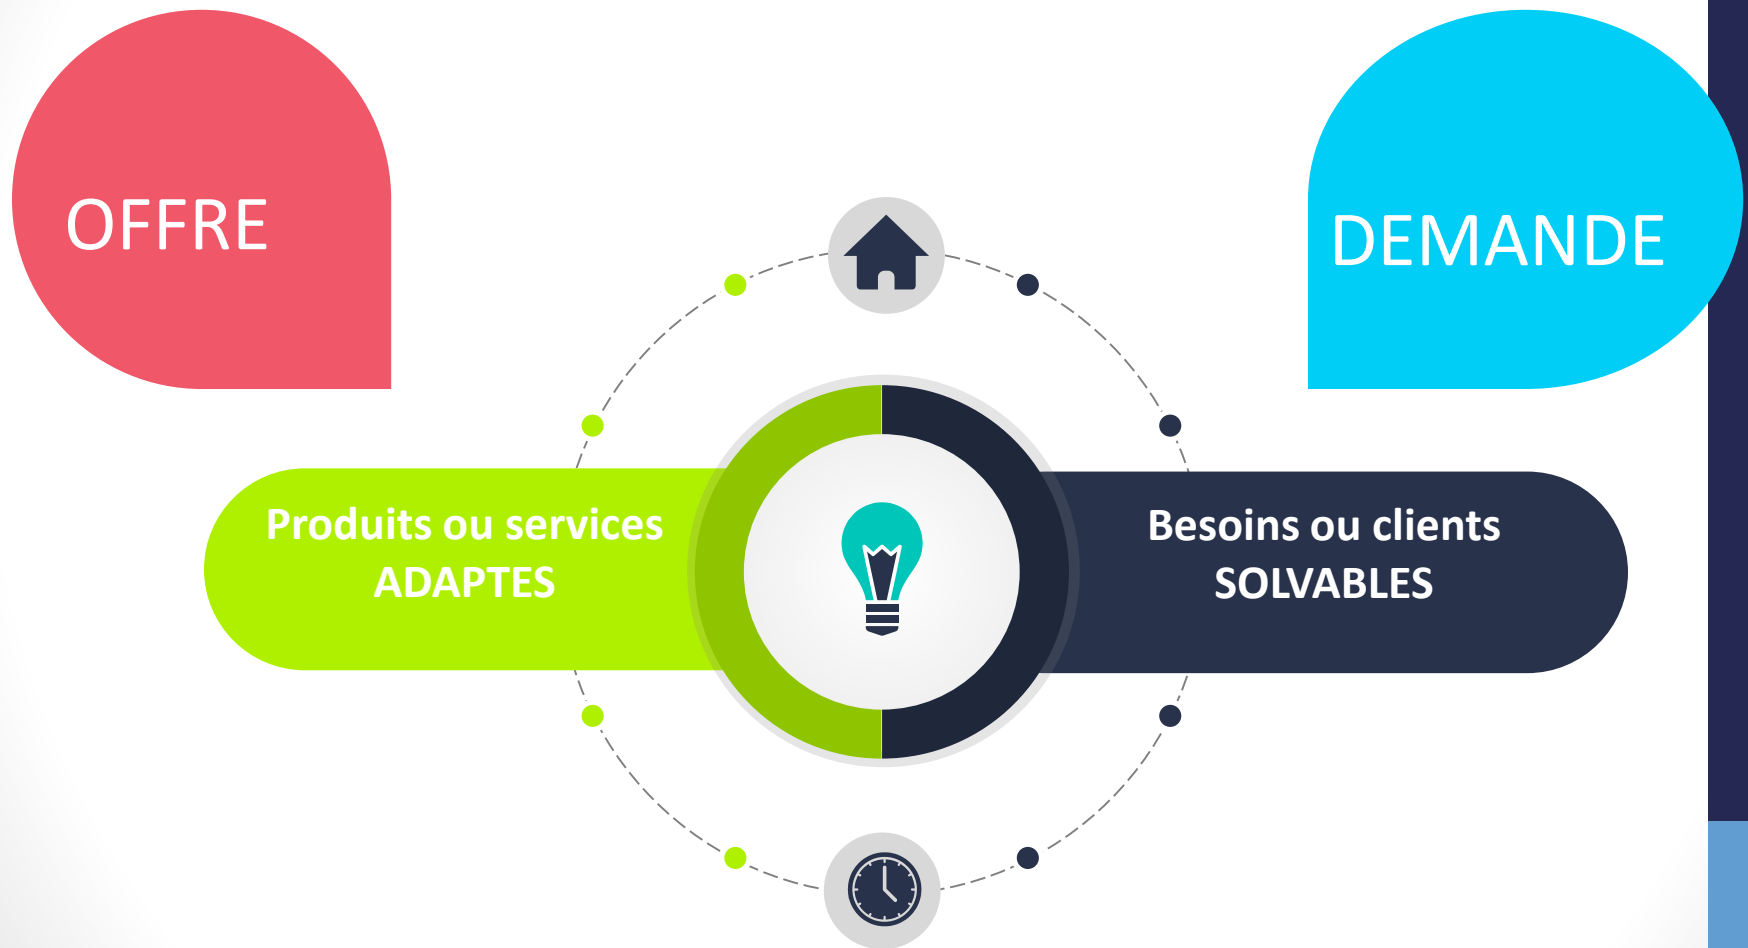 OFFRE
DEMANDE
Produits ou services
ADAPTES
Besoins ou clients
SOLVABLES